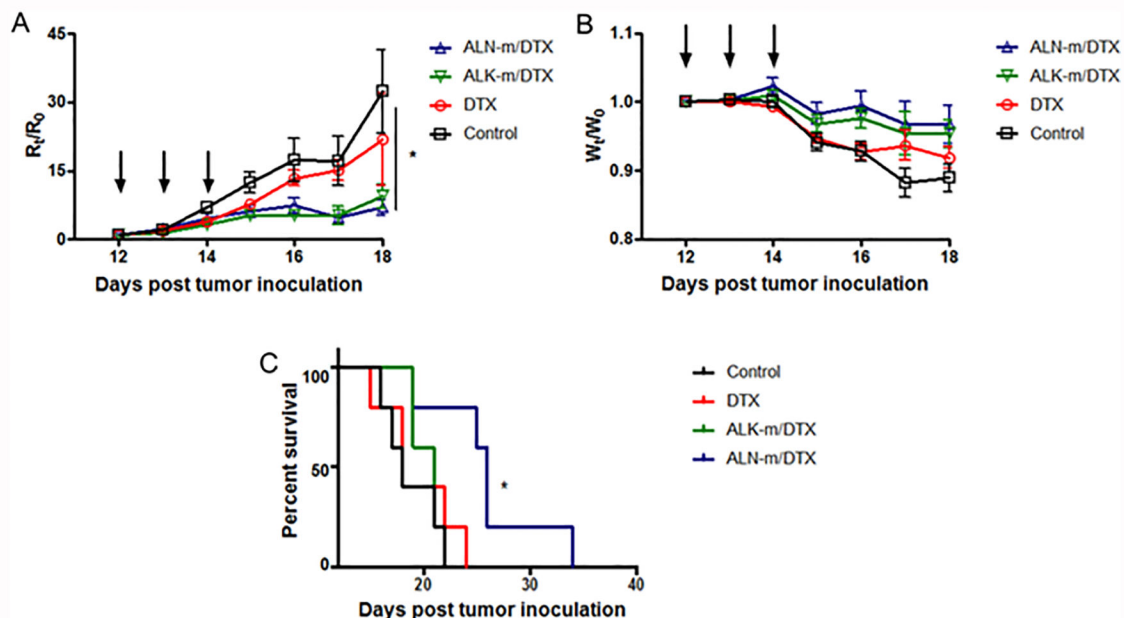 A
45
30
15
0
Rt/R0
12
14
16
18
Days post tumor inoculation
ALN-m/DTX
ALK-m/DTX
DTX
Control
*
B
1.1
1.0
0.9
0.8
Wt/W0
12
14
16
18
Days post tumor inoculation
ALN-m/DTX
ALK-m/DTX
DTX
Control
C
100
50
0
Percent survival
20
30
40
Days post tumor inoculation
*
Control
DTX
ALK-m/DTX
ALN-m/DTX